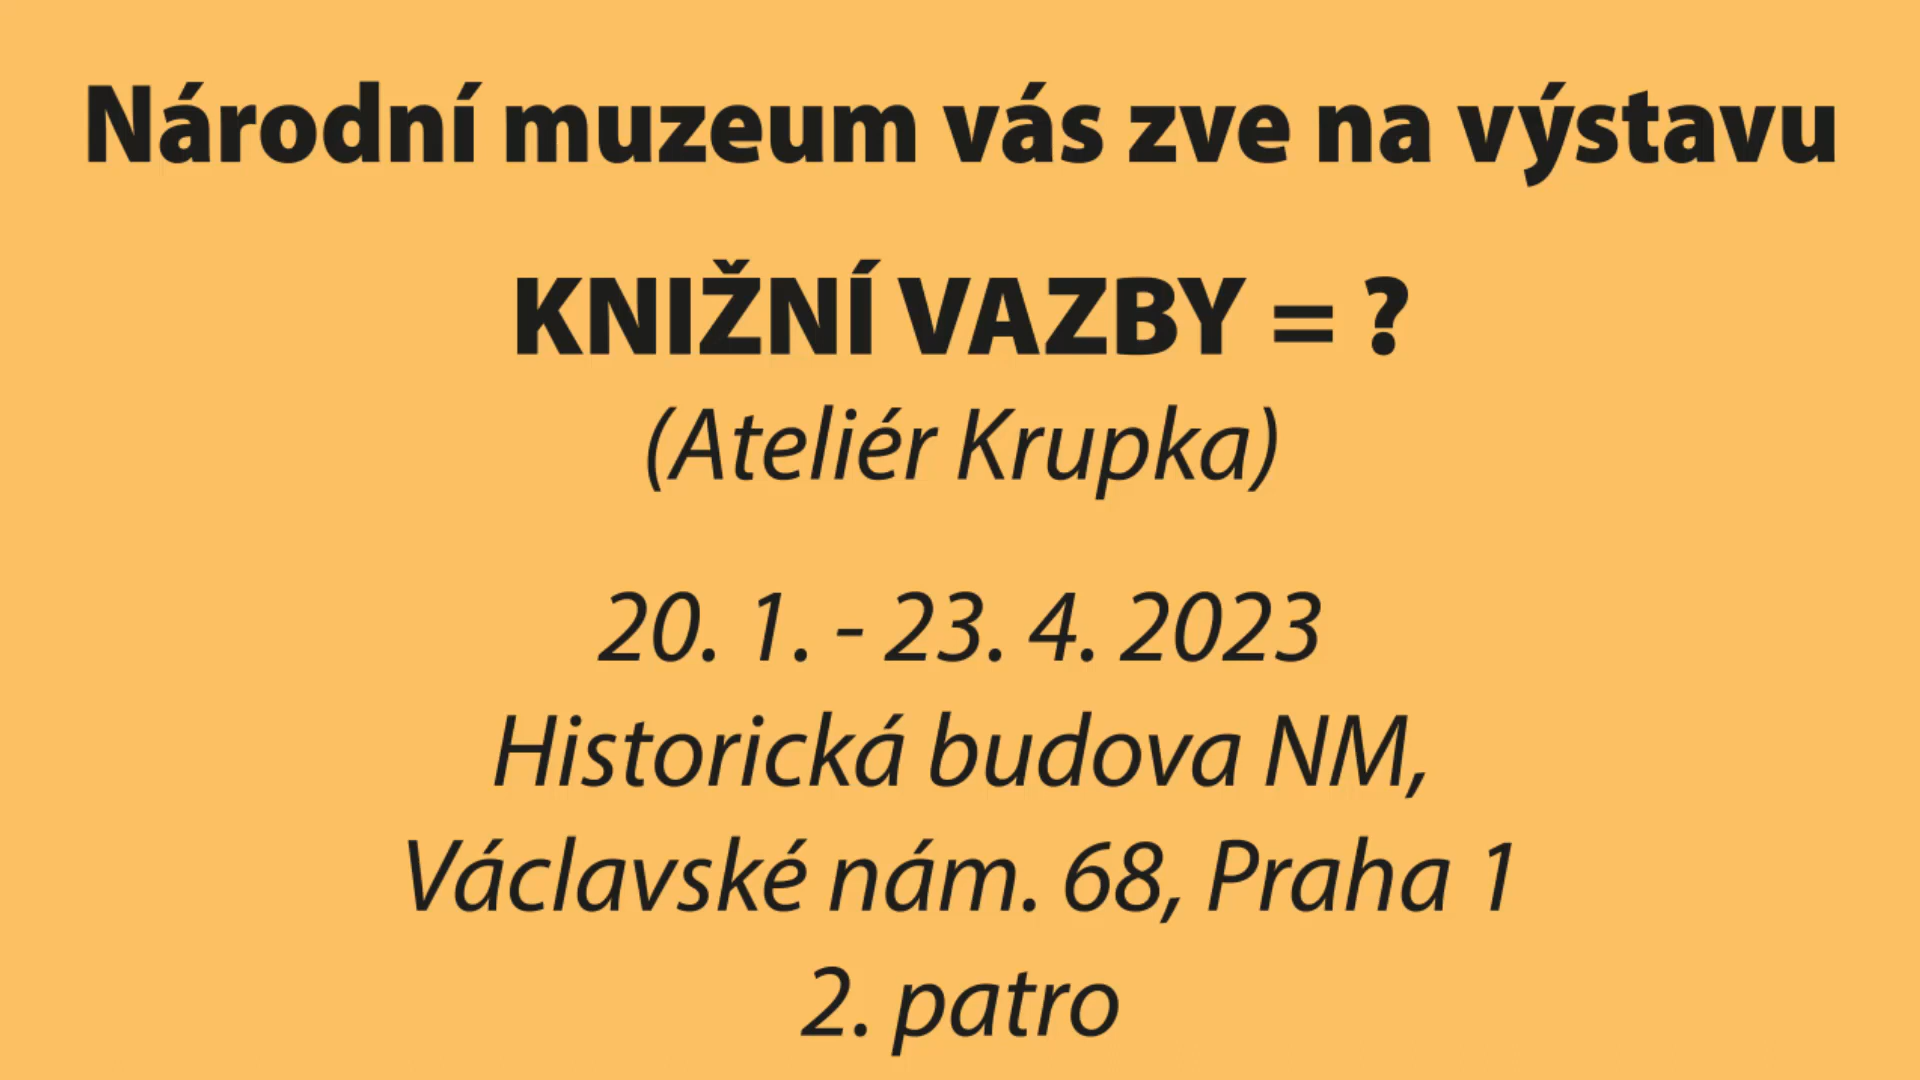 Národní muzeum vás zve na výstavu
KNIŽNÍ VAZBY = ?
(Ateliér Krupka)
20. 1. - 23. 4. 2023
Historická budova NM,
Václavské nám. 68, Praha 1
2. patro